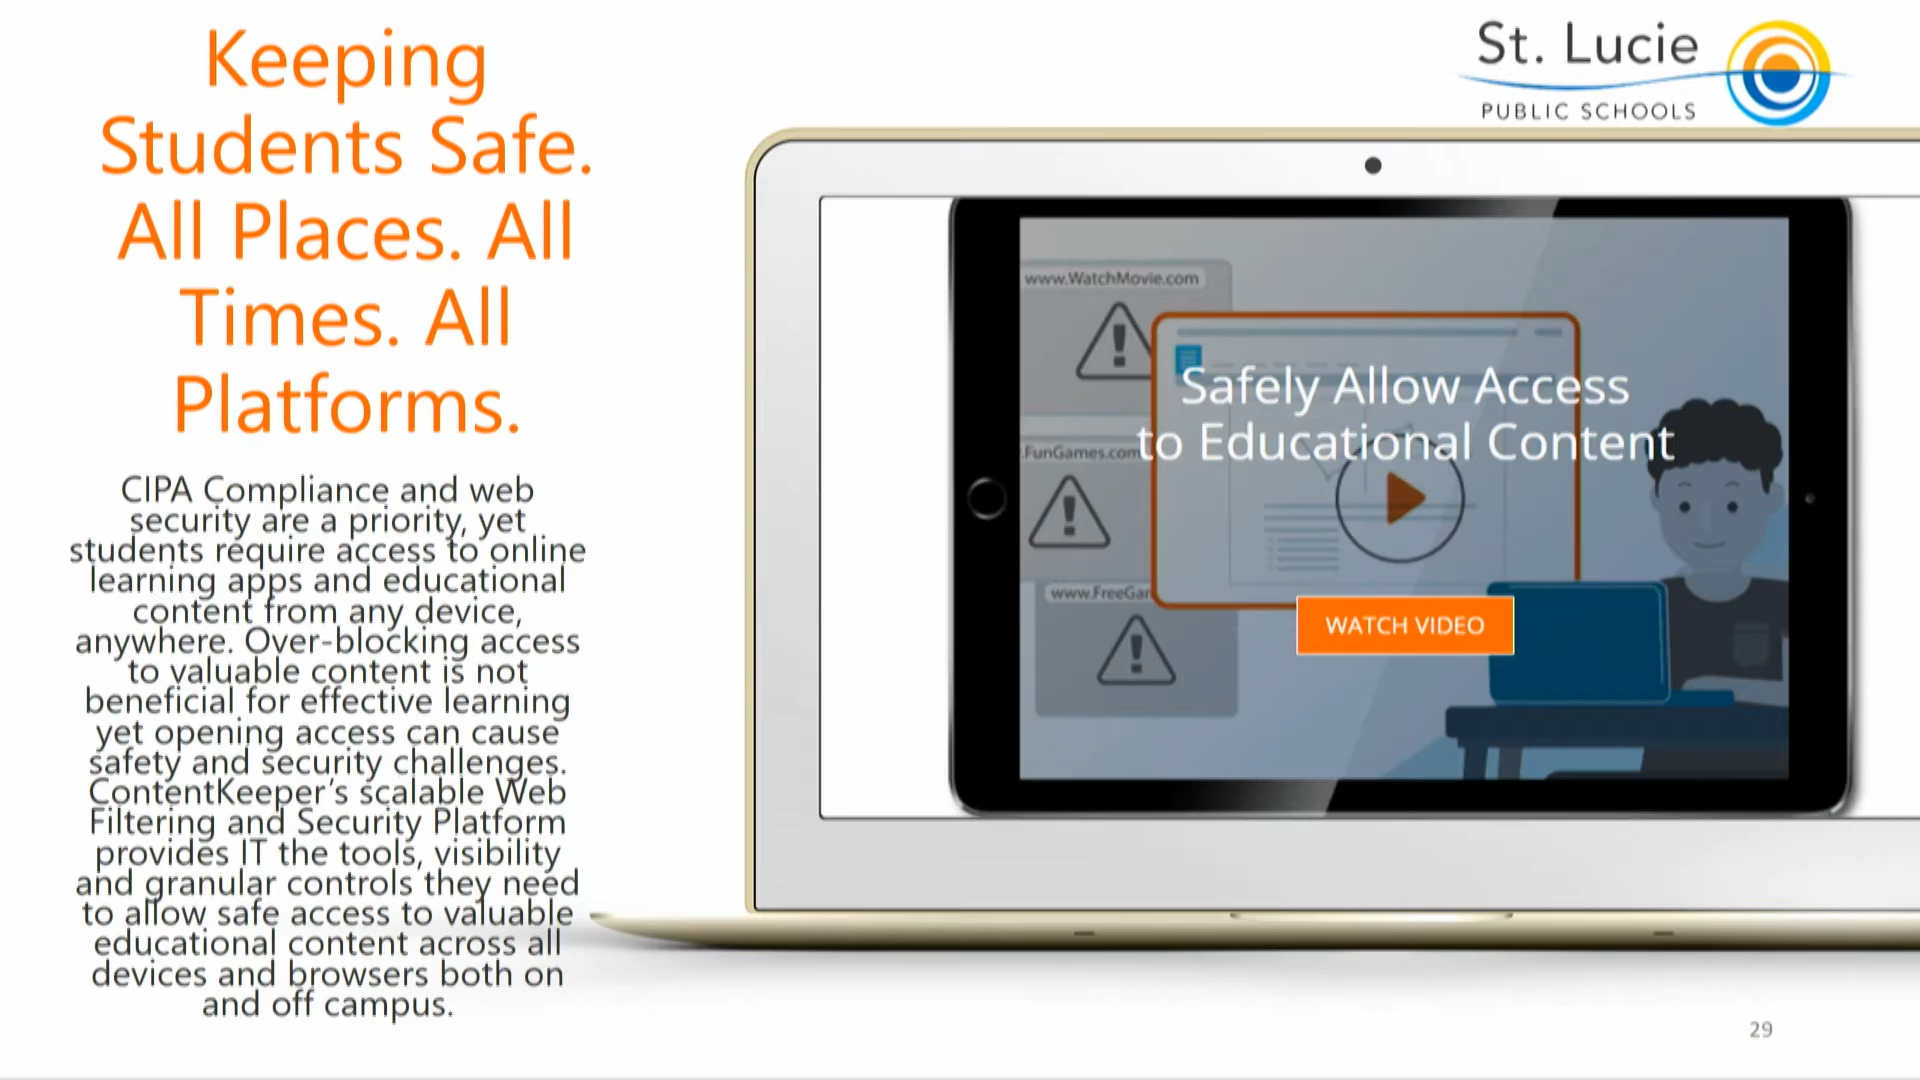 Keeping
Students Safe.
All Places. All
Times. All
Platforms.
CIPA Compliance and web
security are a priority, yet
students require access to online
learning apps and educational
content from any device,
anywhere. Over-blocking access
to valuable content is not
beneficial for effective learning
yet opening access can cause
safety and security challenges.
ContentKeeper’s scalable Web
Filtering and Security Platform
provides IT the tools, visibility
and granular controls they need
to allow safe access to valuable
educational content across all
devices and browsers both on
and off campus.
St. Lucie
PUBLIC SCHOOLS
www.WatchMovie.com
Safely Allow Access
to Educational Content
.FunGames.com
www.FreeGam
WATCH VIDEO
29